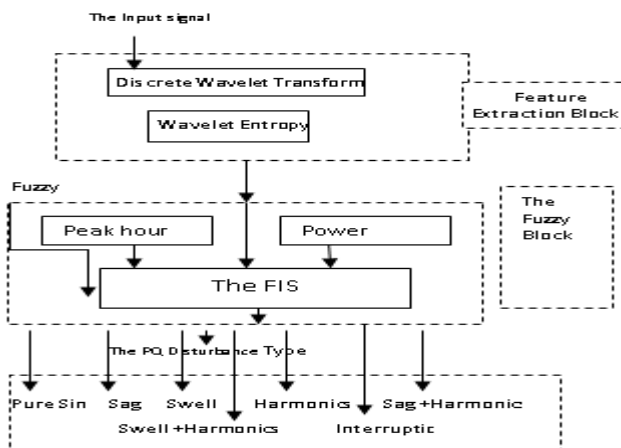 The Input signal
Discrete Wavelet Transform
Wavelet Entropy
Feature
Extraction Block
Fuzzy
The
Fuzzy
Block
Peak hour
Power
The FIS
The PQ Disturbance Type
Pure Sin Sag Swell Harmonics Sag+Harmonic
Swell+Harmonics Interruptic